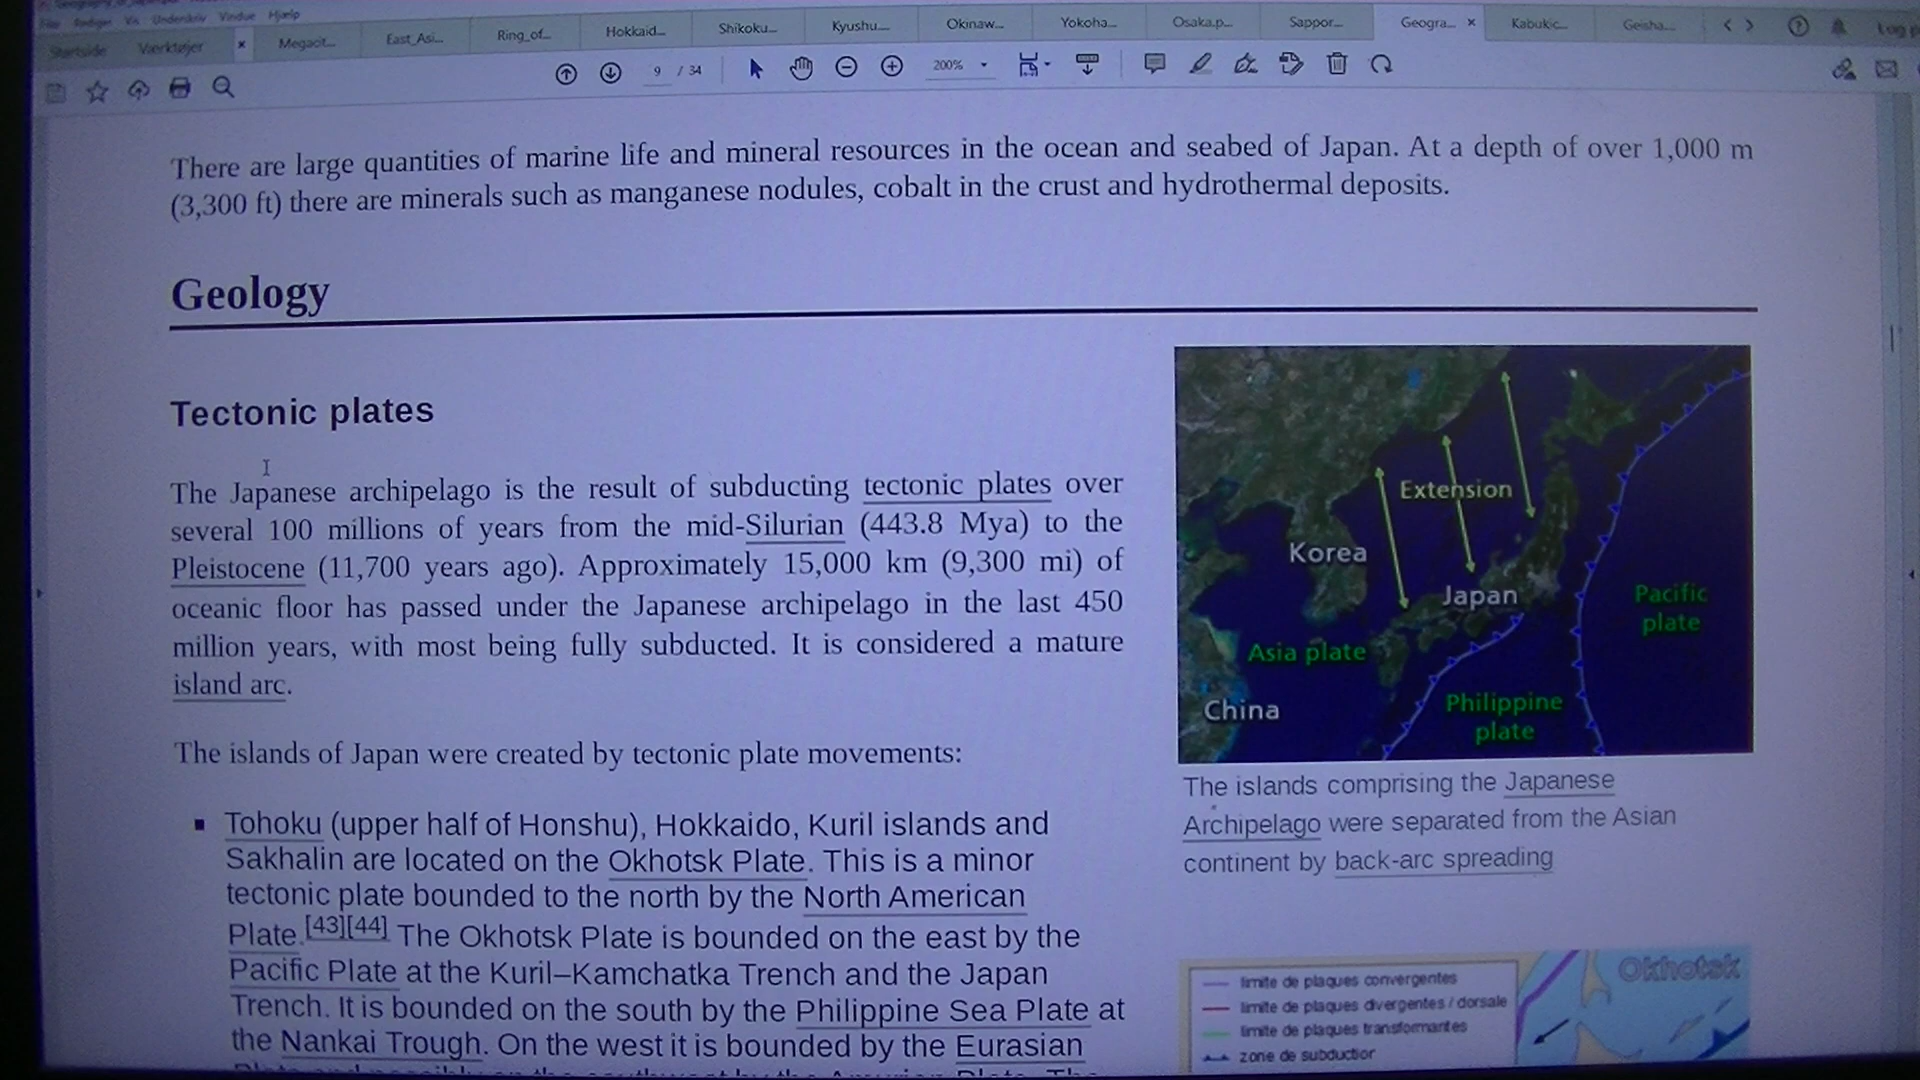 Filer Rediger Vis Underskriv Vindue Hjælp
Startside Værktøjer Megacit... East_Asi... Ring_of... Hokkaid... Shikoku... Kyushu.... Okinaw... Yokoha... Osaka.p... Sappor... Geogra... Kabukic... Geisha....
9 / 34 200%
There are large quantities of marine life and mineral resources in the ocean and seabed of Japan. At a depth of over 1,000 m
(3,300 ft) there are minerals such as manganese nodules, cobalt in the crust and hydrothermal deposits.
Geology
Tectonic plates
The Japanese archipelago is the result of subducting tectonic plates over
several 100 millions of years from the mid-Silurian (443.8 Mya) to the
Pleistocene (11,700 years ago). Approximately 15,000 km (9,300 mi) of
oceanic floor has passed under the Japanese archipelago in the last 450
million years, with most being fully subducted. It is considered a mature
island arc.
The islands of Japan were created by tectonic plate movements:
▪ Tohoku (upper half of Honshu), Hokkaido, Kuril islands and
Sakhalin are located on the Okhotsk Plate. This is a minor
tectonic plate bounded to the north by the North American
Plate.[43][44] The Okhotsk Plate is bounded on the east by the
Pacific Plate at the Kuril–Kamchatka Trench and the Japan
Trench. It is bounded on the south by the Philippine Sea Plate at
the Nankai Trough. On the west it is bounded by the Eurasian
Extension
Korea
Japan
Pacific
plate
Asia plate
China
Philippine
plate
The islands comprising the Japanese
Archipelago were separated from the Asian
continent by back-arc spreading
limite de plaques convergentes
limite de plaques divergentes / dorsale
limite de plaques transformantes
zone de subduction
Okhotsk